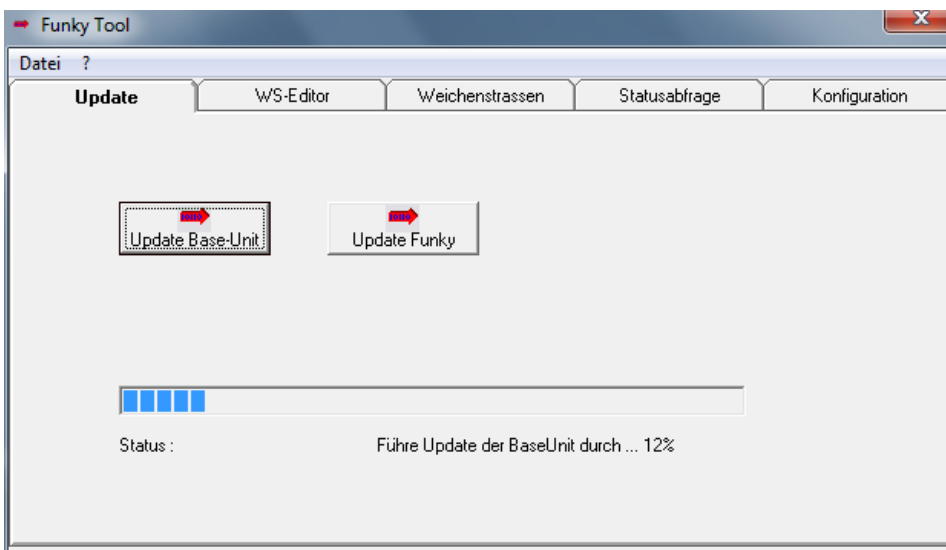 Funky Tool
Datei ?
Update WS-Editor Weichenstrassen Statusabfrage Konfiguration
Update Base-Unit Update Funky
Status : Führe Update der BaseUnit durch ... 12%